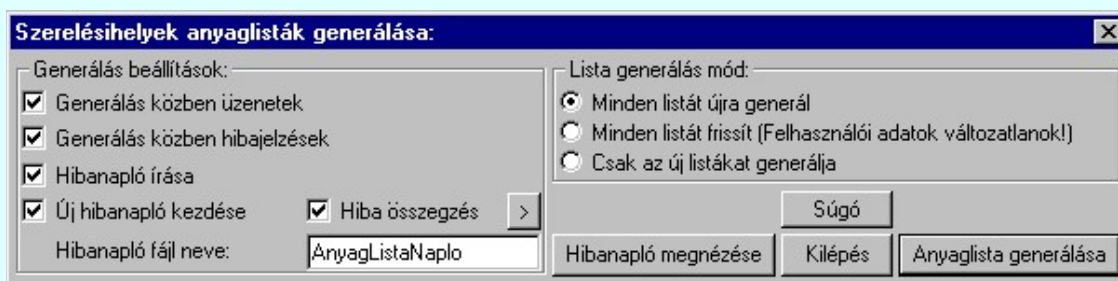 Szerelésihelyek anyaglisták generálása:
Generálás beállítások:
Generálás közben üzenetek
Generálás közben hibajelzések
Hibanapló írása
Új hibanapló kezdése
Hiba összegzés
>
Hibanapló fájl neve:
AnyagListaNaplo
Lista generálás mód:
Minden listát újra generál
Minden listát frissít (Felhasználói adatok változatlanok!)
Csak az új listákat generálja
Súgó
Hibanapló megnézése
Kilépés
Anyaglista generálása